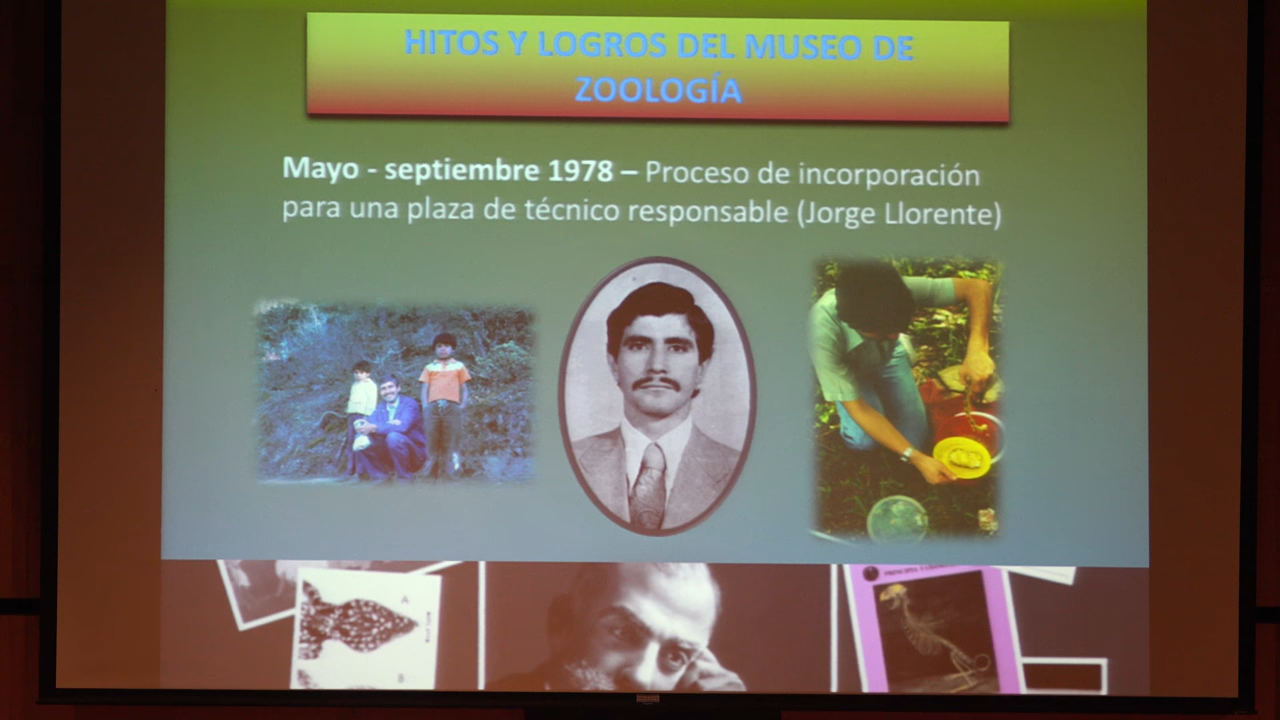 HITOS Y LOGROS DEL MUSEO DE
ZOOLOGÍA
Mayo - septiembre 1978 – Proceso de incorporación
para una plaza de técnico responsable (Jorge Llorente)
A
B